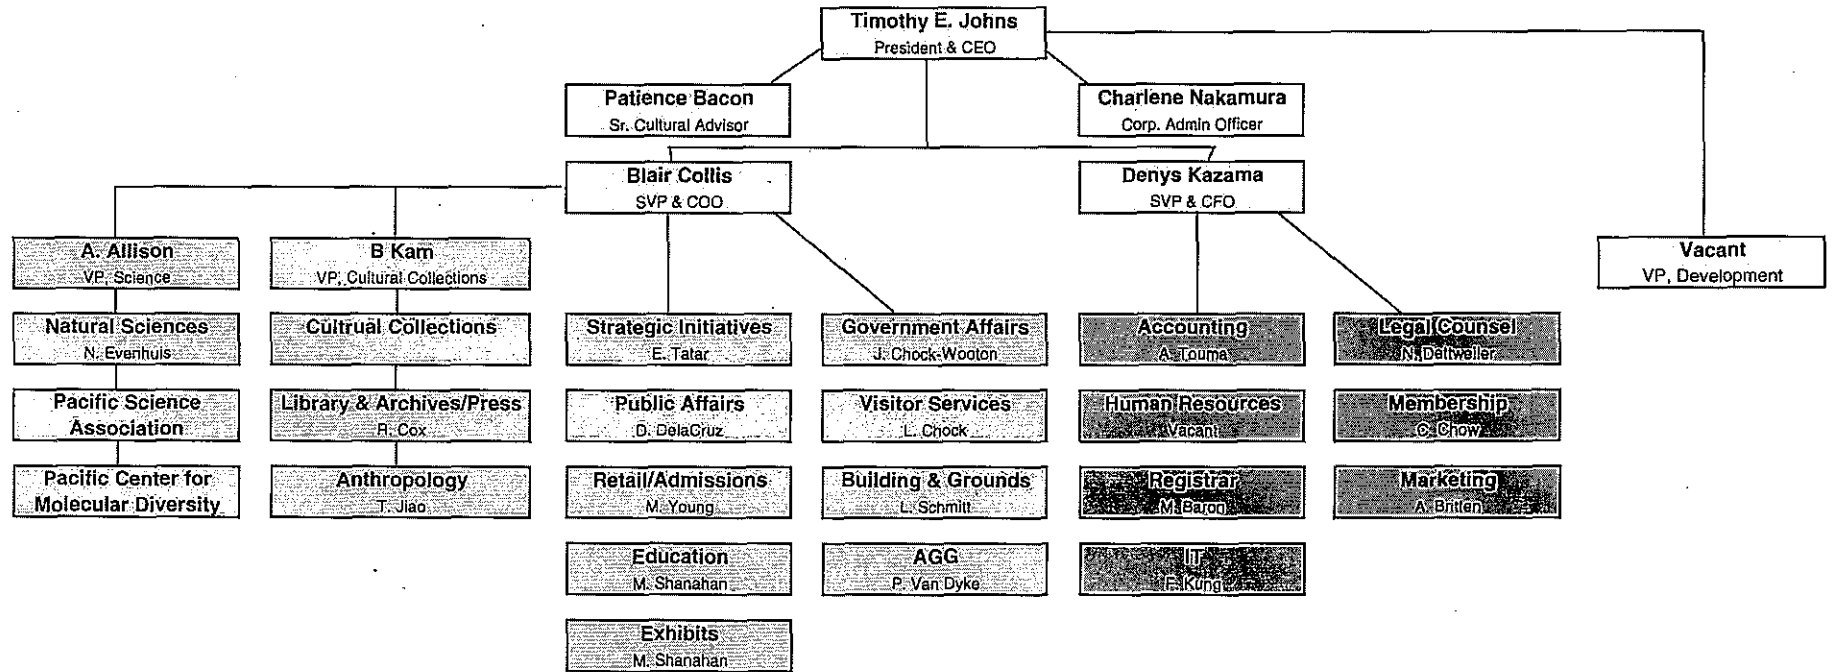 Timothy E. Johns
President & CEO
Patience Bacon
Sr. Cultural Advisor
Charlene Nakamura
Corp. Admin Officer
Blair Collis
SVP & COO
Denys Kazama
SVP & CFO
A. Allison
VP, Science
B Kam
VP, Cultural Collections
Vacant
VP, Development
Natural Sciences
N. Evenhuis
Cultrual Collections
Strategic Initiatives
E. Tatar
Government Affairs
J. Chock-Wooton
Accounting
A. Touma
Legal Counsel
N. Dettweiler
Pacific Science
Association
Library & Archives/Press
R. Cox
Public Affairs
D. DelaCruz
Visitor Services
L. Chock
Human Resources
Vacant
Membership
C. Chow
Pacific Center for
Molecular Diversity
Anthropology
T. Jiao
Retail/Admissions
M. Young
Building & Grounds
L. Schmitt
Registrar
M. Baron
Marketing
A. Britten
Education
M. Shanahan
AGG
P. Van Dyke
IT
F. Kung
Exhibits
M. Shanahan